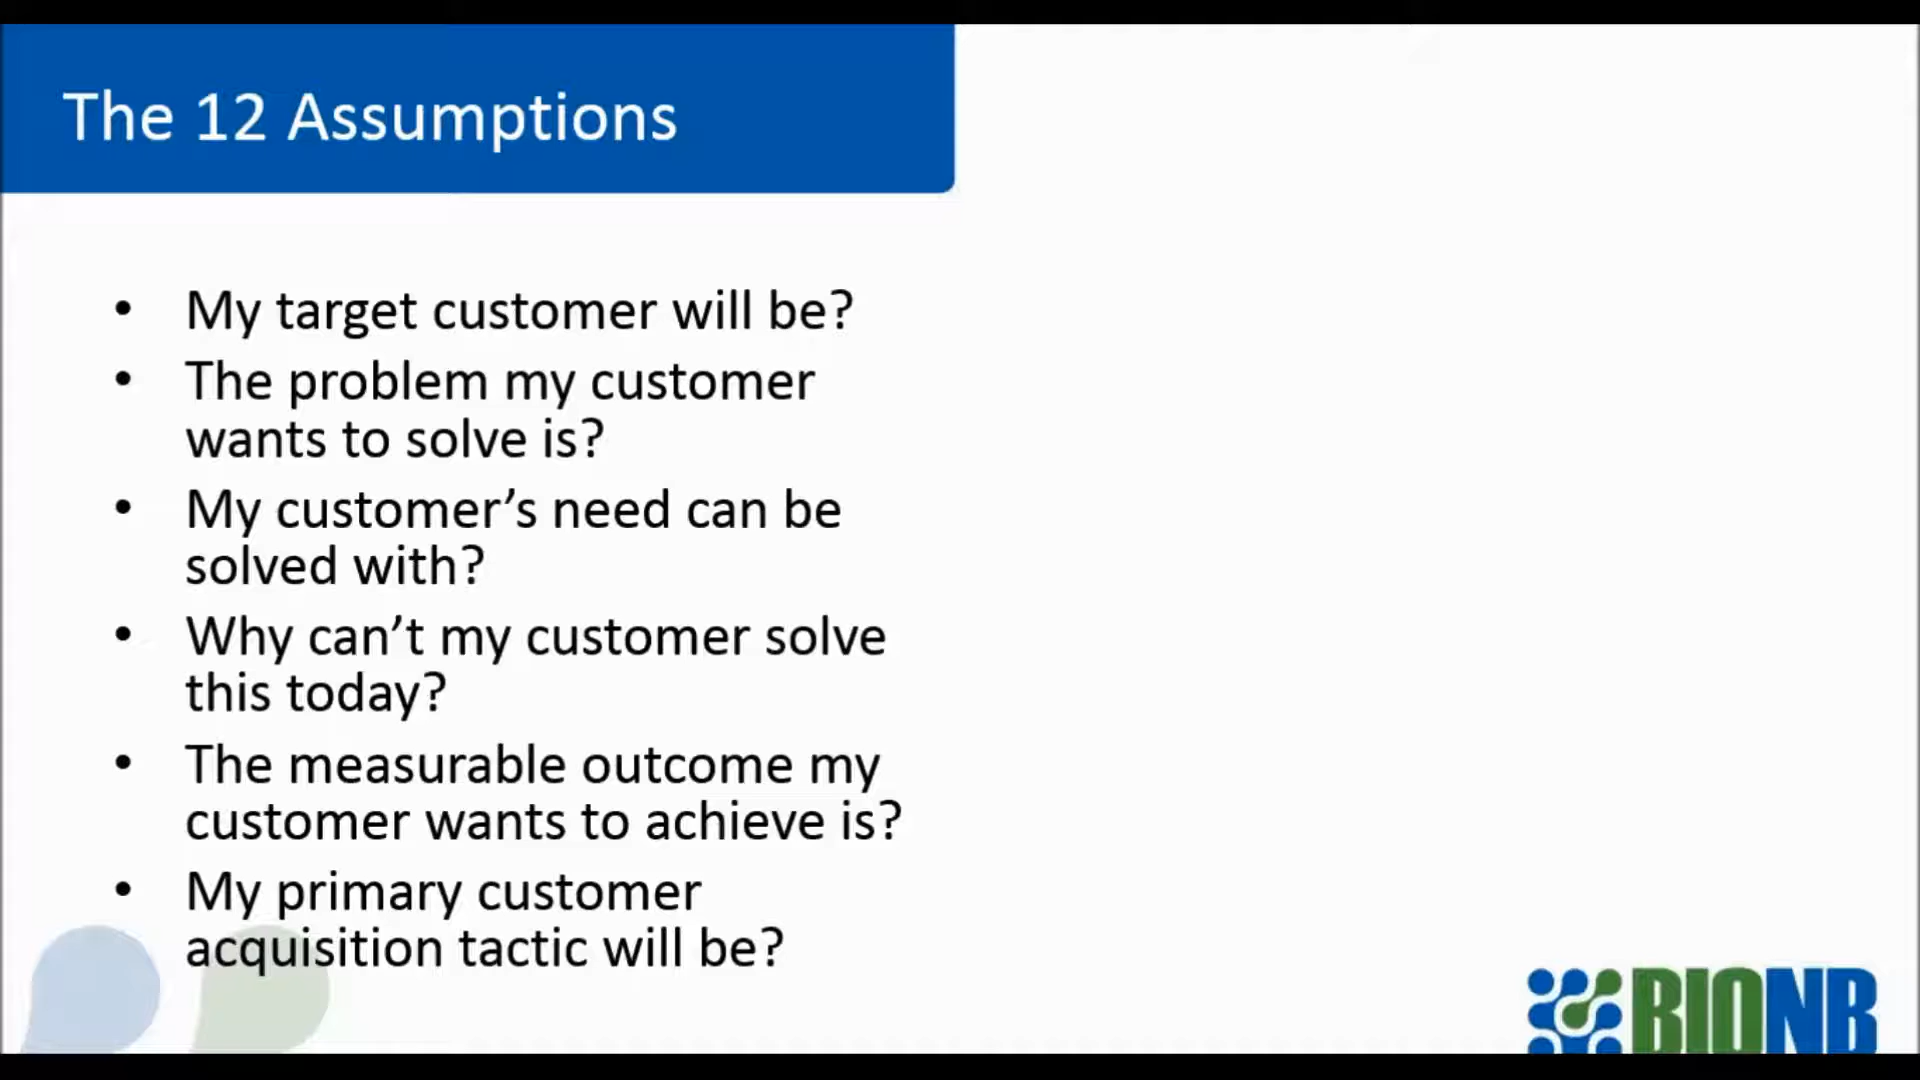 The 12 Assumptions
• My target customer will be?
• The problem my customer
wants to solve is?
• My customer’s need can be
solved with?
• Why can’t my customer solve
this today?
• The measurable outcome my
customer wants to achieve is?
• My primary customer
acquisition tactic will be?
BIONB